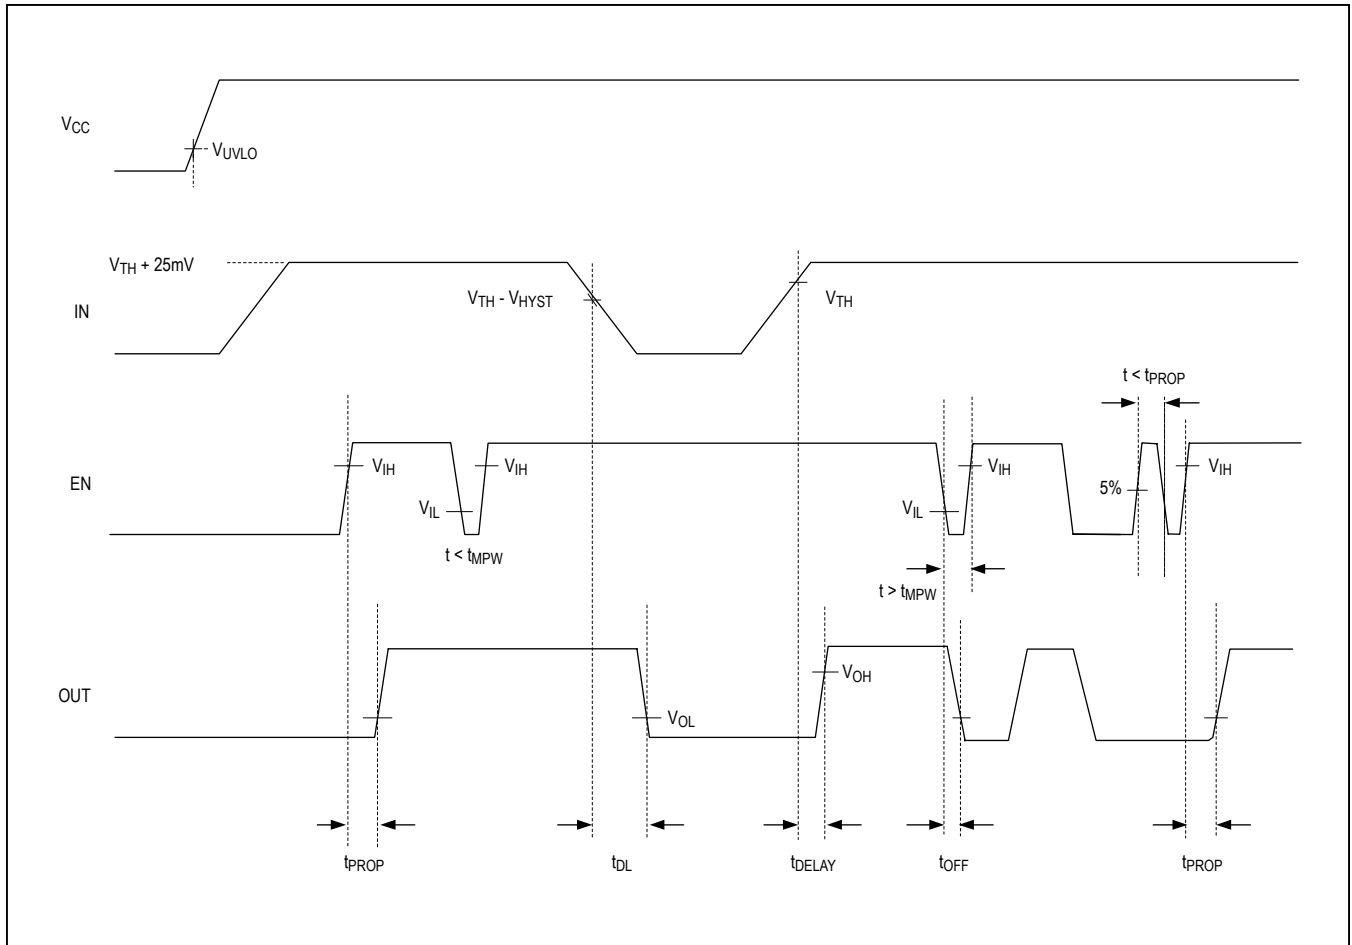 VCC
VUVLO
VTH + 25mV
IN
VTH - VHYST
VTH
t < tPROP
EN
VIH
VIL
VIH
t < tMPW
VIL
VIH
t > tMPW
5%
VIH
OUT
VOL
VOH
tPROP
tDL
tDELAY
tOFF
tPROP